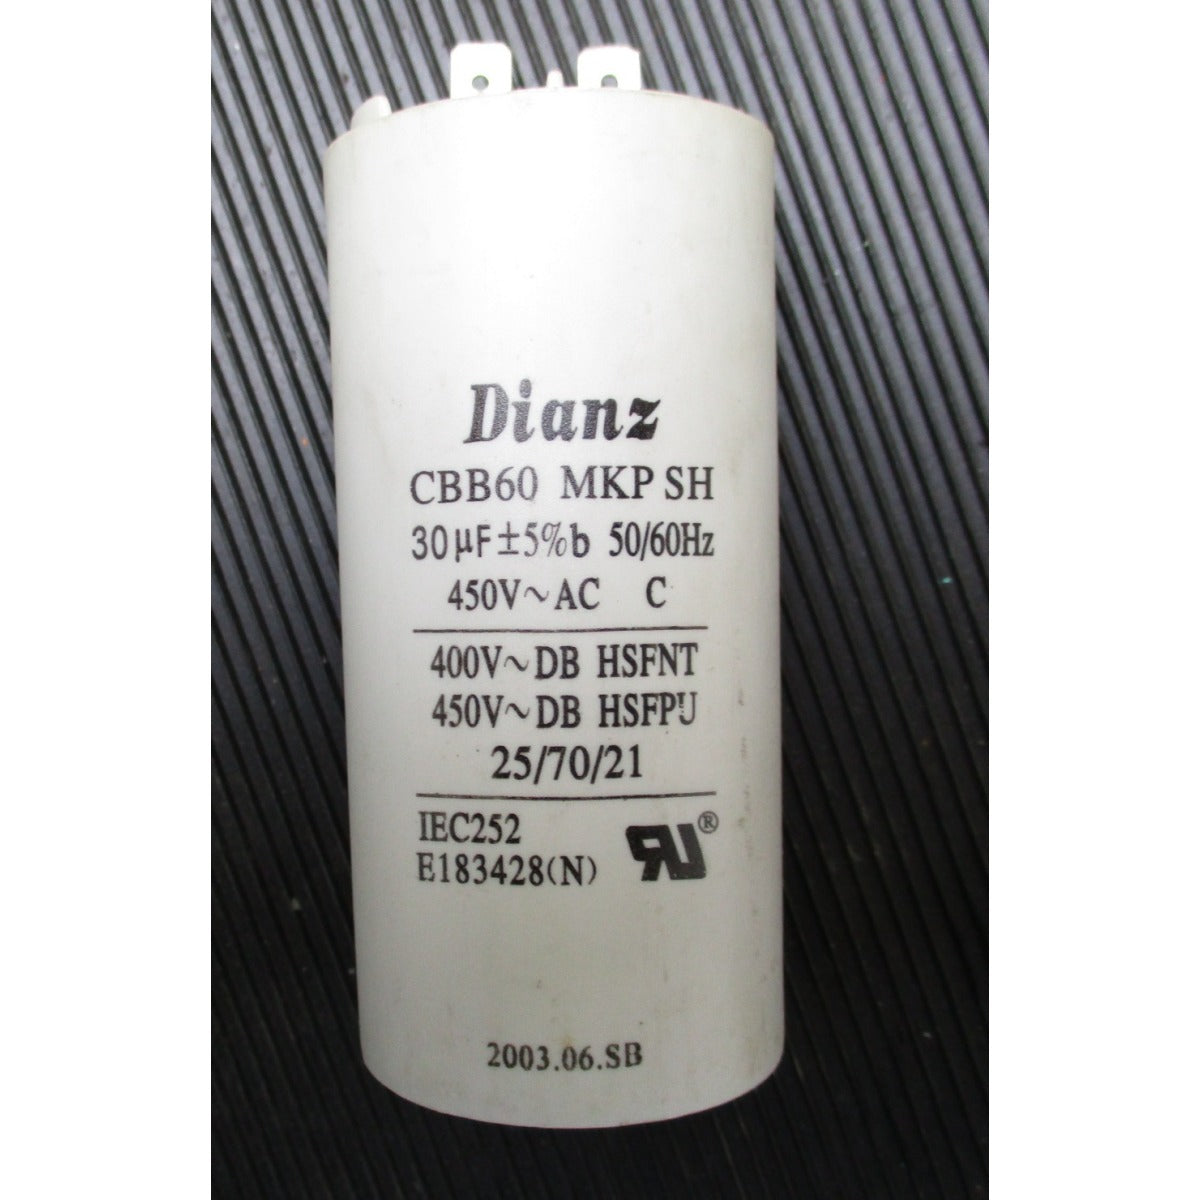 Dianz
CBB60 MKP SH
30µF±5%b 50/60Hz
450V~AC C
400V~DB HSFNT
450V~DB HSFPU
25/70/21
IEC252
E183428(N) RU®
2003.06.SB